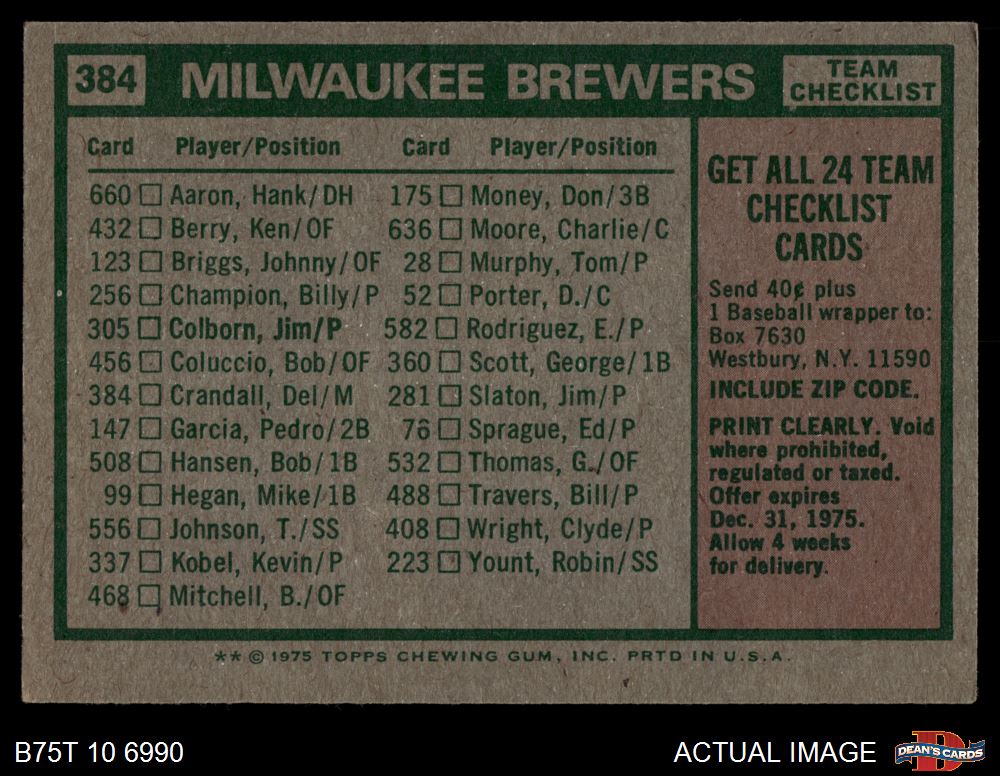 384 MILWAUKEE BREWERS TEAM CHECKLIST
Card Player/Position Card Player/Position
660 Aaron, Hank/DH 175 Money, Don/3B
432 Berry, Ken/OF 636 Moore, Charlie/C
123 Briggs, Johnny/OF 28 Murphy, Tom/P
256 Champion, Billy/P 52 Porter, D./C
305 Colborn, Jim/P 582 Rodriguez, E./P
456 Coluccio, Bob/OF 360 Scott, George/1B
384 Crandall, Del/M 281 Slaton, Jim/P
147 Garcia, Pedro/2B 76 Sprague, Ed/P
508 Hansen, Bob/1B 532 Thomas, G./OF
99 Hegan, Mike/1B 488 Travers, Bill/P
556 Johnson, T./SS 408 Wright, Clyde/P
337 Kobel, Kevin/P 223 Yount, Robin/SS
468 Mitchell, B./OF
GET ALL 24 TEAM
CHECKLIST
CARDS
Send 40¢ plus
1 Baseball wrapper to:
Box 7630
Westbury, N.Y. 11590
INCLUDE ZIP CODE.
PRINT CLEARLY. Void
where prohibited,
regulated or taxed.
Offer expires
Dec. 31, 1975.
Allow 4 weeks
for delivery.
** © 1975 TOPPS CHEWING GUM, INC. PRTD IN U.S.A.
B75T 10 6990 ACTUAL IMAGE D DEAN'S CARDS